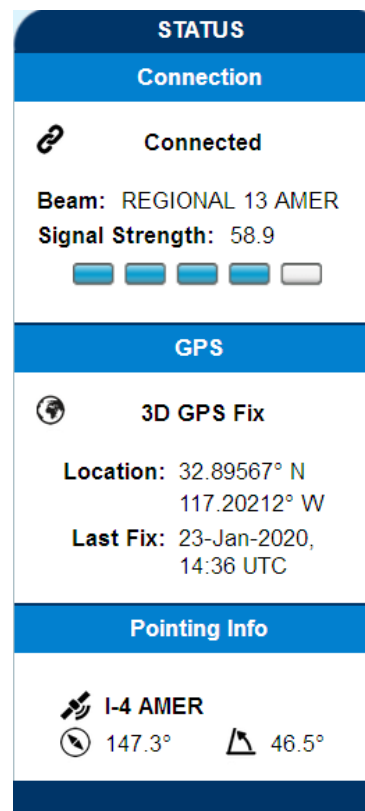 STATUS
Connection
Connected
Beam: REGIONAL 13 AMER
Signal Strength: 58.9
GPS
3D GPS Fix
Location: 32.89567° N
117.20212° W
Last Fix: 23-Jan-2020,
14:36 UTC
Pointing Info
I-4 AMER
147.3° 46.5°